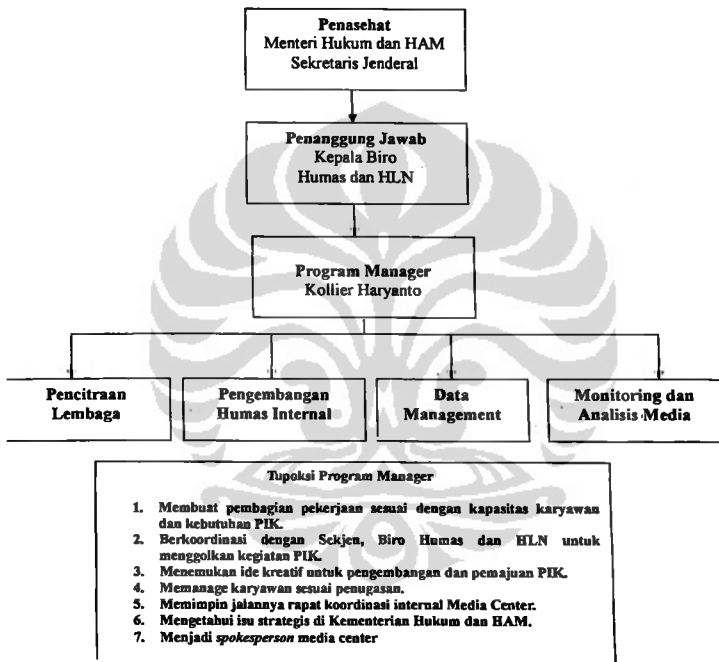 Penasehat
Menteri Hukum dan HAM
Sekretaris Jenderal
Penanggung Jawab
Kepala Biro
Humas dan HLN
Program Manager
Kollier Haryanto
Pencitraan
Lembaga
Pengembangan
Humas Internal
Data
Management
Monitoring dan
Analisis Media
Tupoksi Program Manager
1. Membuat pembagian pekerjaan sesuai dengan kapasitas karyawan
dan kebutuhan PIK.
2. Berkoordinasi dengan Sekjen, Biro Humas dan HLN untuk
menggolkan kegiatan PIK.
3. Menemukan ide kreatif untuk pengembangan dan pemajuan PIK.
4. Memanage karyawan sesuai penugasan.
5. Memimpin jalannya rapat koordinasi internal Media Center.
6. Mengetahui isu strategis di Kementerian Hukum dan HAM.
7. Menjadi spokesperson media center